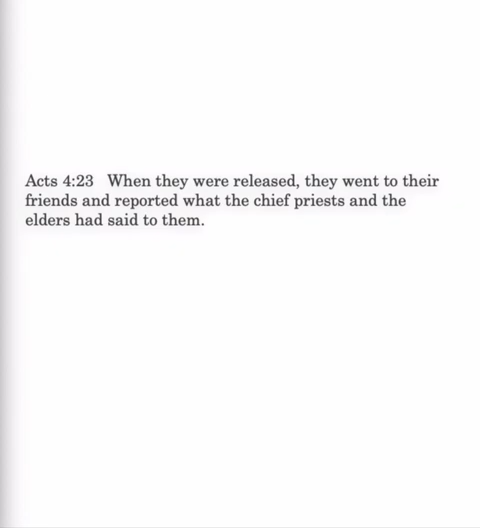 Acts 4:23 When they were released, they went to their
friends and reported what the chief priests and the
elders had said to them.